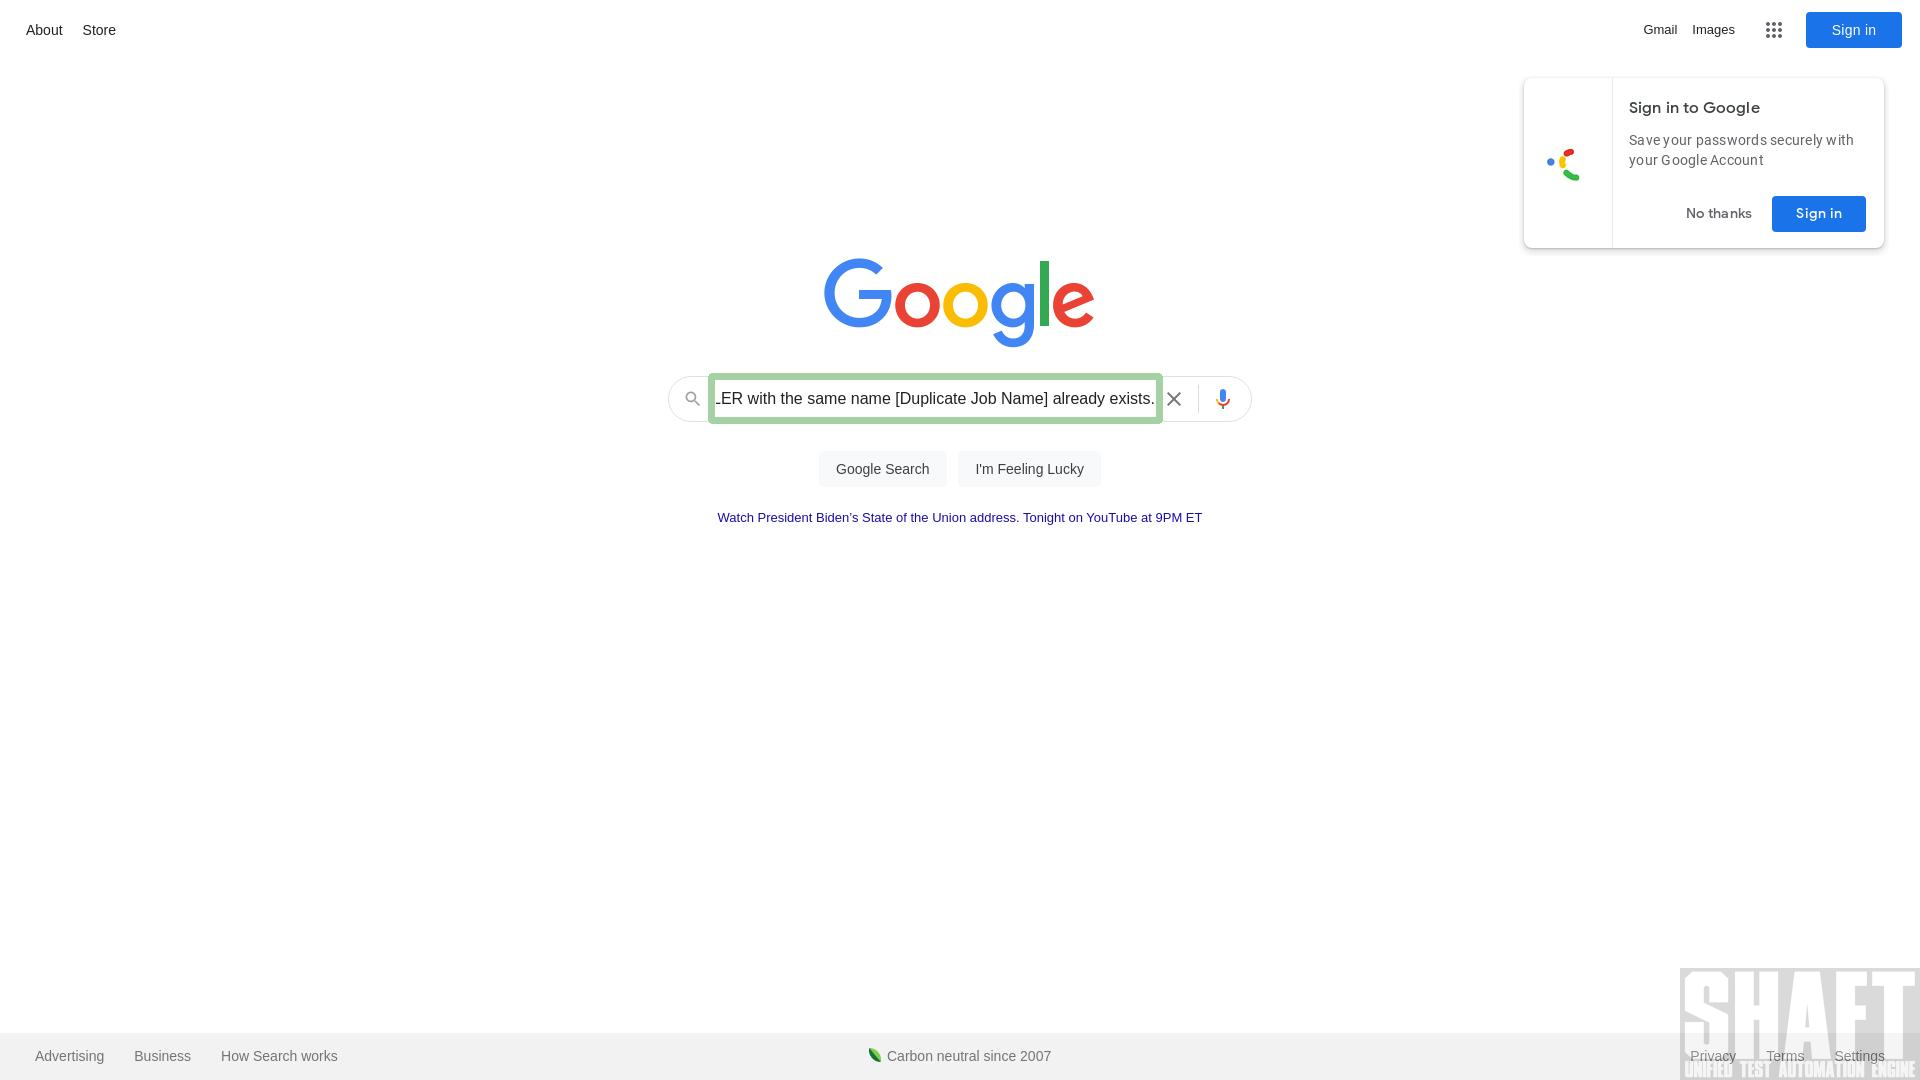 About Store
Gmail Images Sign in
Sign in to Google
Save your passwords securely with
your Google Account
No thanks Sign in
Google
LER with the same name [Duplicate Job Name] already exists.
Google Search I'm Feeling Lucky
Watch President Biden’s State of the Union address. Tonight on YouTube at 9PM ET
SHAFT
Advertising Business How Search works Carbon neutral since 2007 Privacy Terms Settings
UNIFIED TEST AUTOMATION ENGINE